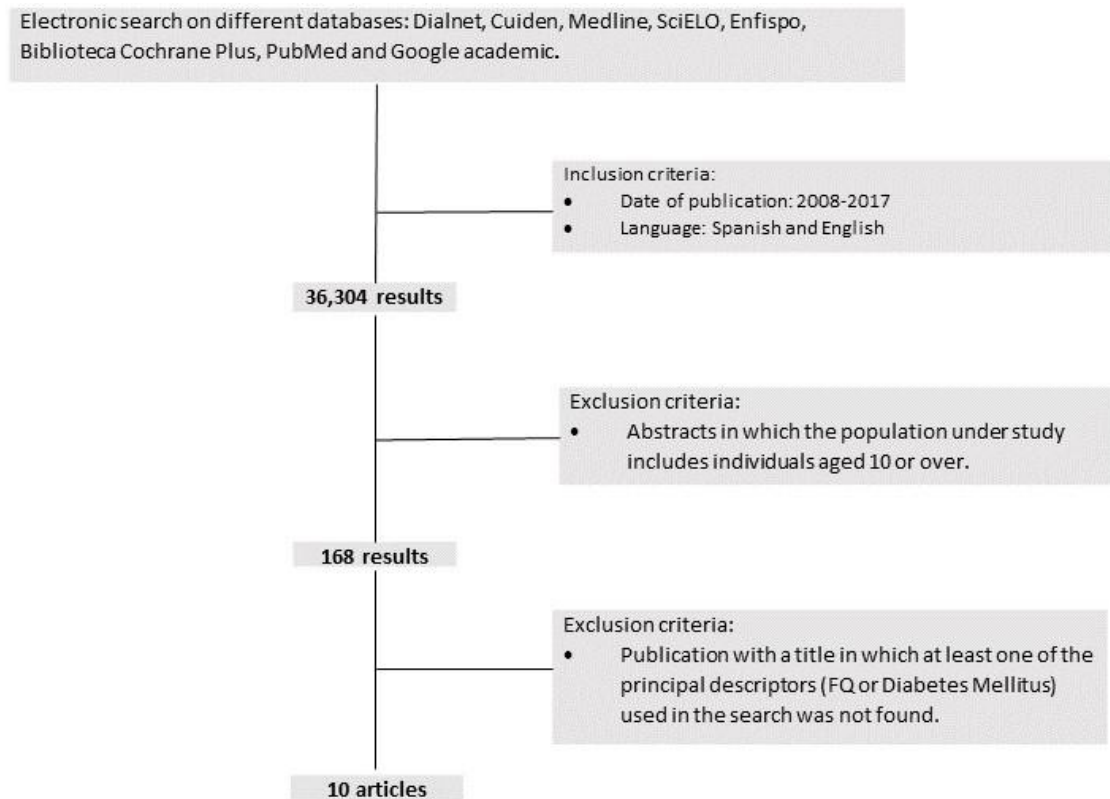 Electronic search on different databases: Dialnet, Cuiden, Medline, SciELO, Enfispo,
Biblioteca Cochrane Plus, PubMed and Google academic.
Inclusion criteria:
• Date of publication: 2008-2017
• Language: Spanish and English
36,304 results
Exclusion criteria:
• Abstracts in which the population under study
includes individuals aged 10 or over.
168 results
Exclusion criteria:
• Publication with a title in which at least one of the
principal descriptors (FQ or Diabetes Mellitus)
used in the search was not found.
10 articles